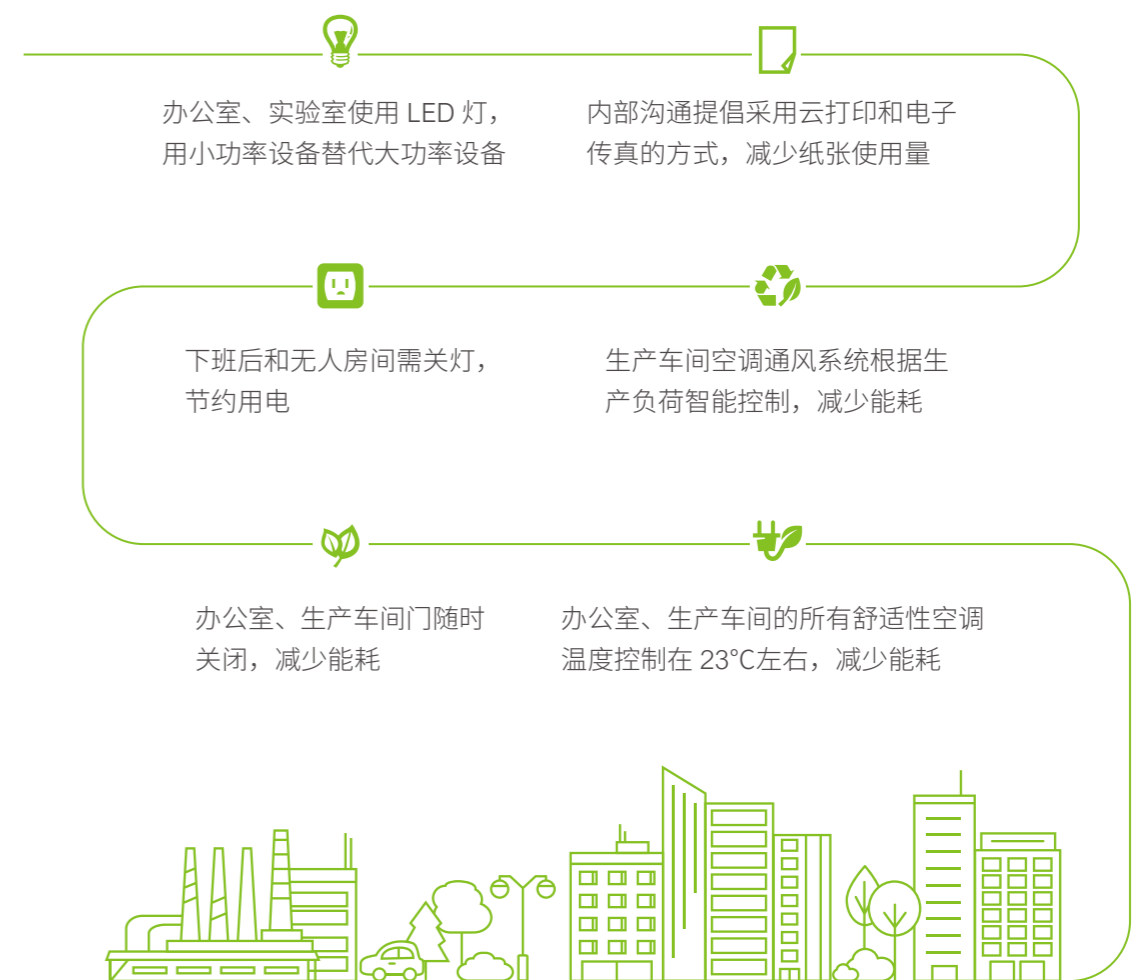 办公室、实验室使用 LED 灯，
用小功率设备替代大功率设备
内部沟通提倡采用云打印和电子
传真的方式，减少纸张使用量
下班后和无人房间需关灯，
节约用电
生产车间空调通风系统根据生
产负荷智能控制，减少能耗
办公室、生产车间门随时
关闭，减少能耗
办公室、生产车间的所有舒适性空调
温度控制在 23℃左右，减少能耗